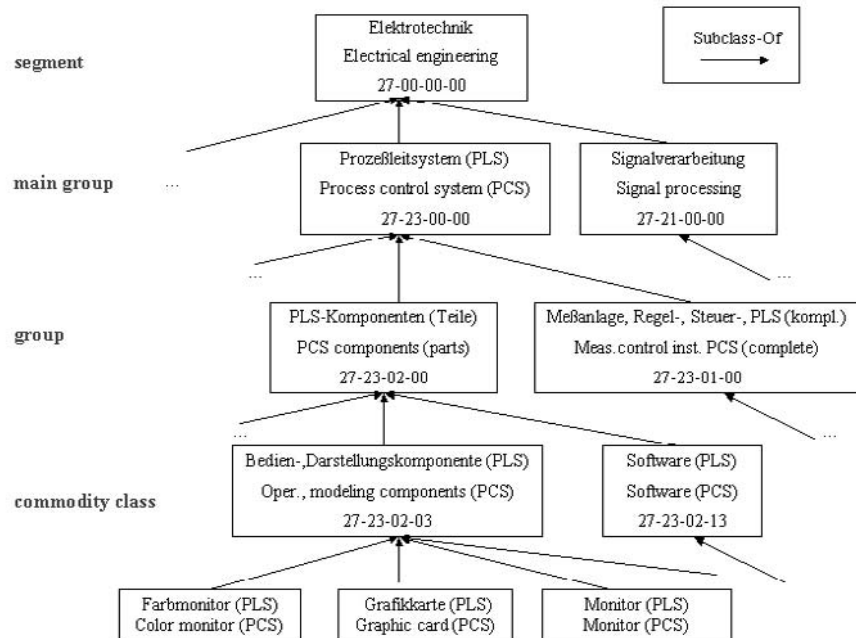 Elektrotechnik
Electrical engineering
27-00-00-00
Subclass-Of
segment
Prozeßleitsystem (PLS)
Process control system (PCS)
27-23-00-00
Signalverarbeitung
Signal processing
27-21-00-00
main group
...
...
...
PLS-Komponenten (Teile)
PCS components (parts)
27-23-02-00
Meßanlage, Regel-, Steuer-, PLS (kompl.)
Meas.control inst. PCS (complete)
27-23-01-00
group
...
...
Bedien-,Darstellungskomponente (PLS)
Oper., modeling components (PCS)
27-23-02-03
Software (PLS)
Software (PCS)
27-23-02-13
commodity class
...
...
Farbmonitor (PLS)
Color monitor (PCS)
Grafikkarte (PLS)
Graphic card (PCS)
Monitor (PLS)
Monitor (PCS)